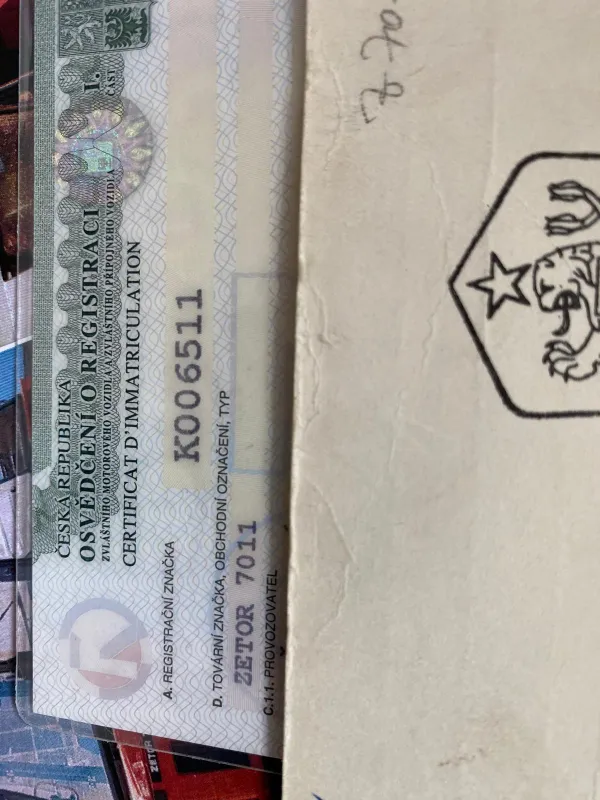 ČESKÁ REPUBLIKA
OSVĚDČENÍ O REGISTRACI
I.
ČÁST
ZVLÁŠTNÍHO MOTOROVÉHO VOZIDLA A ZVLÁŠTNÍHO PŘÍPOJNÉHO VOZIDLA
CERTIFICAT D'IMMATRICULATION
A. REGISTRAČNÍ ZNAČKA
K006511
D. TOVÁRNÍ ZNAČKA, OBCHODNÍ OZNAČENÍ, TYP
ZETOR 7011
C.1.1. PROVOZOVATEL
ZETOR